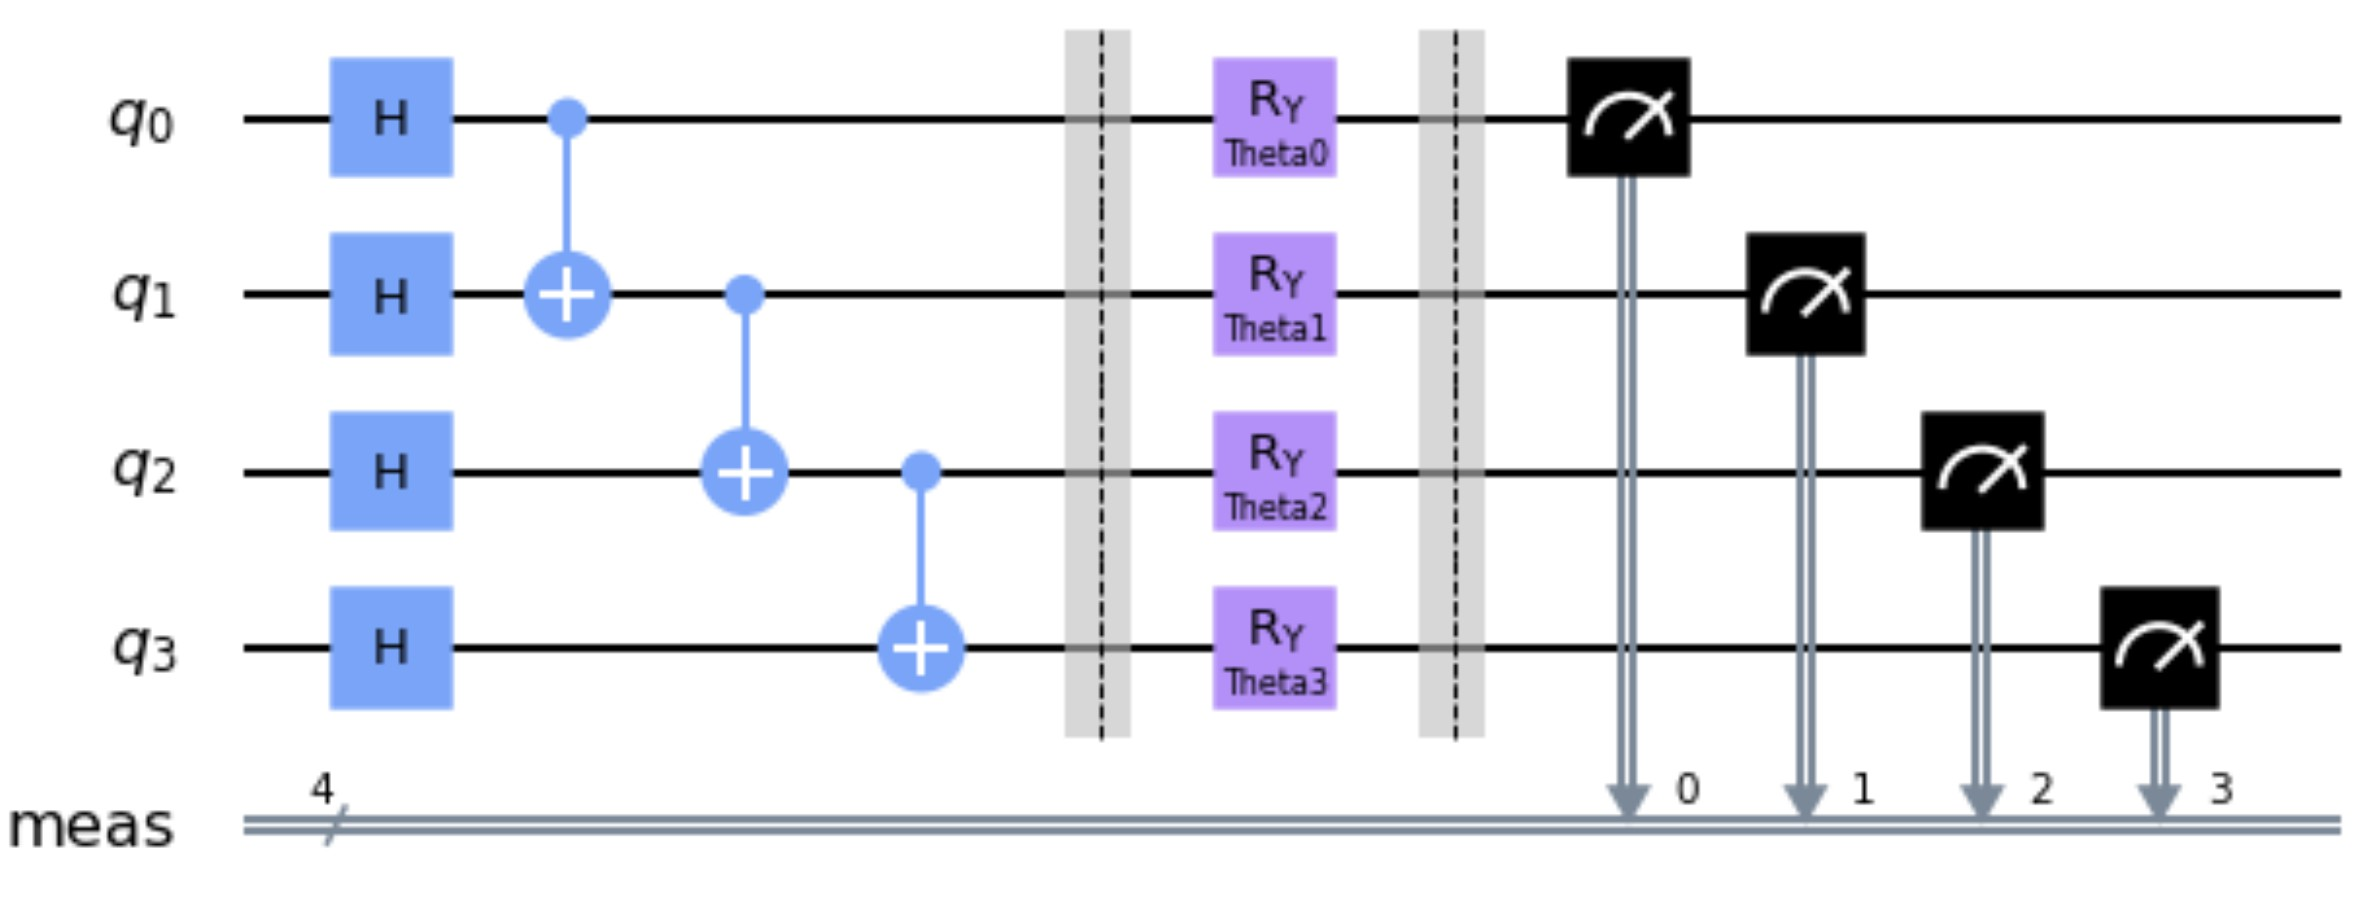 q0 H RY Theta0
q1 H RY Theta1
q2 H RY Theta2
q3 H RY Theta3
meas 4 0 1 2 3